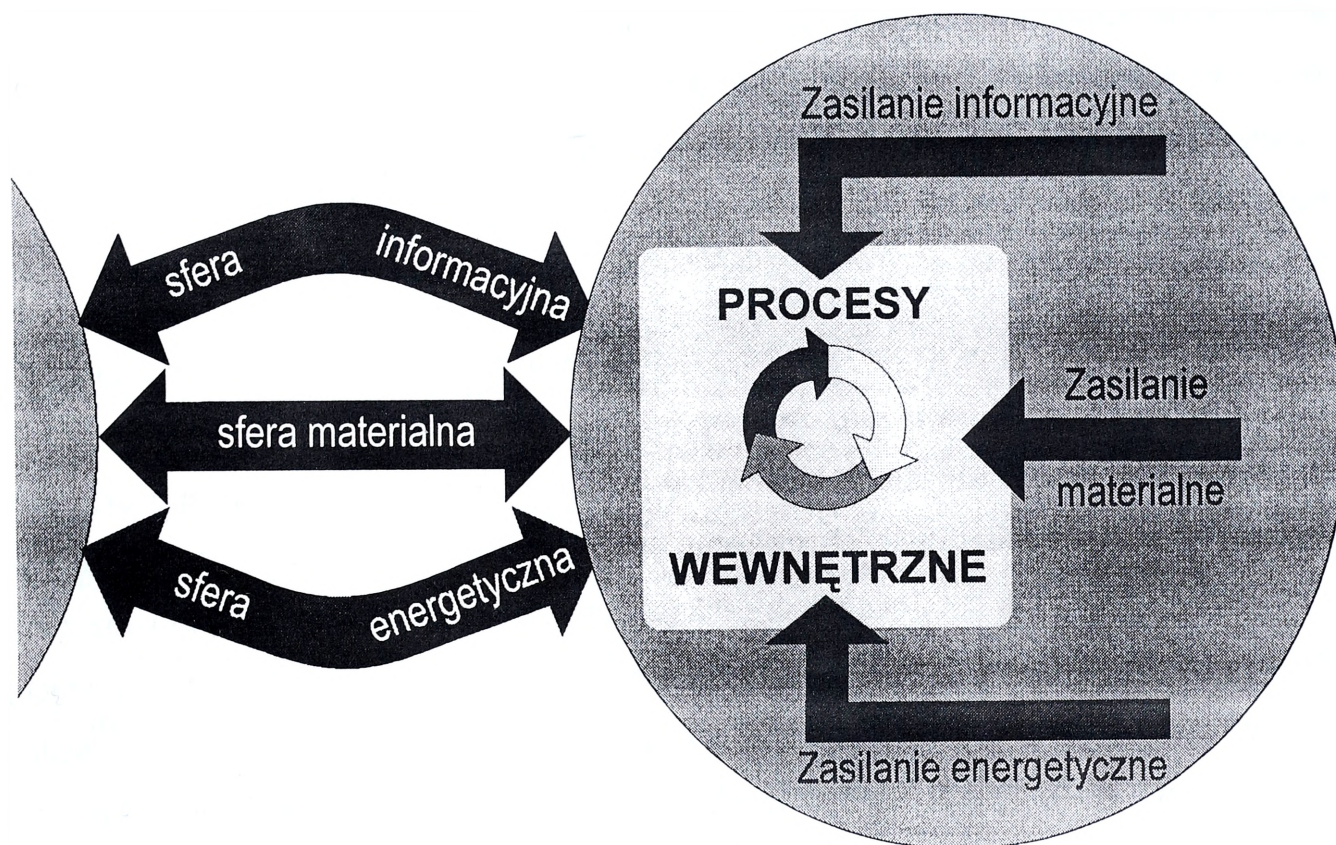 Zasilanie informacyjne
sfera informacyjna
PROCESY
Zasilanie
sfera materialna
materialne
WEWNĘTRZNE
sfera energetyczna
Zasilanie energetyczne